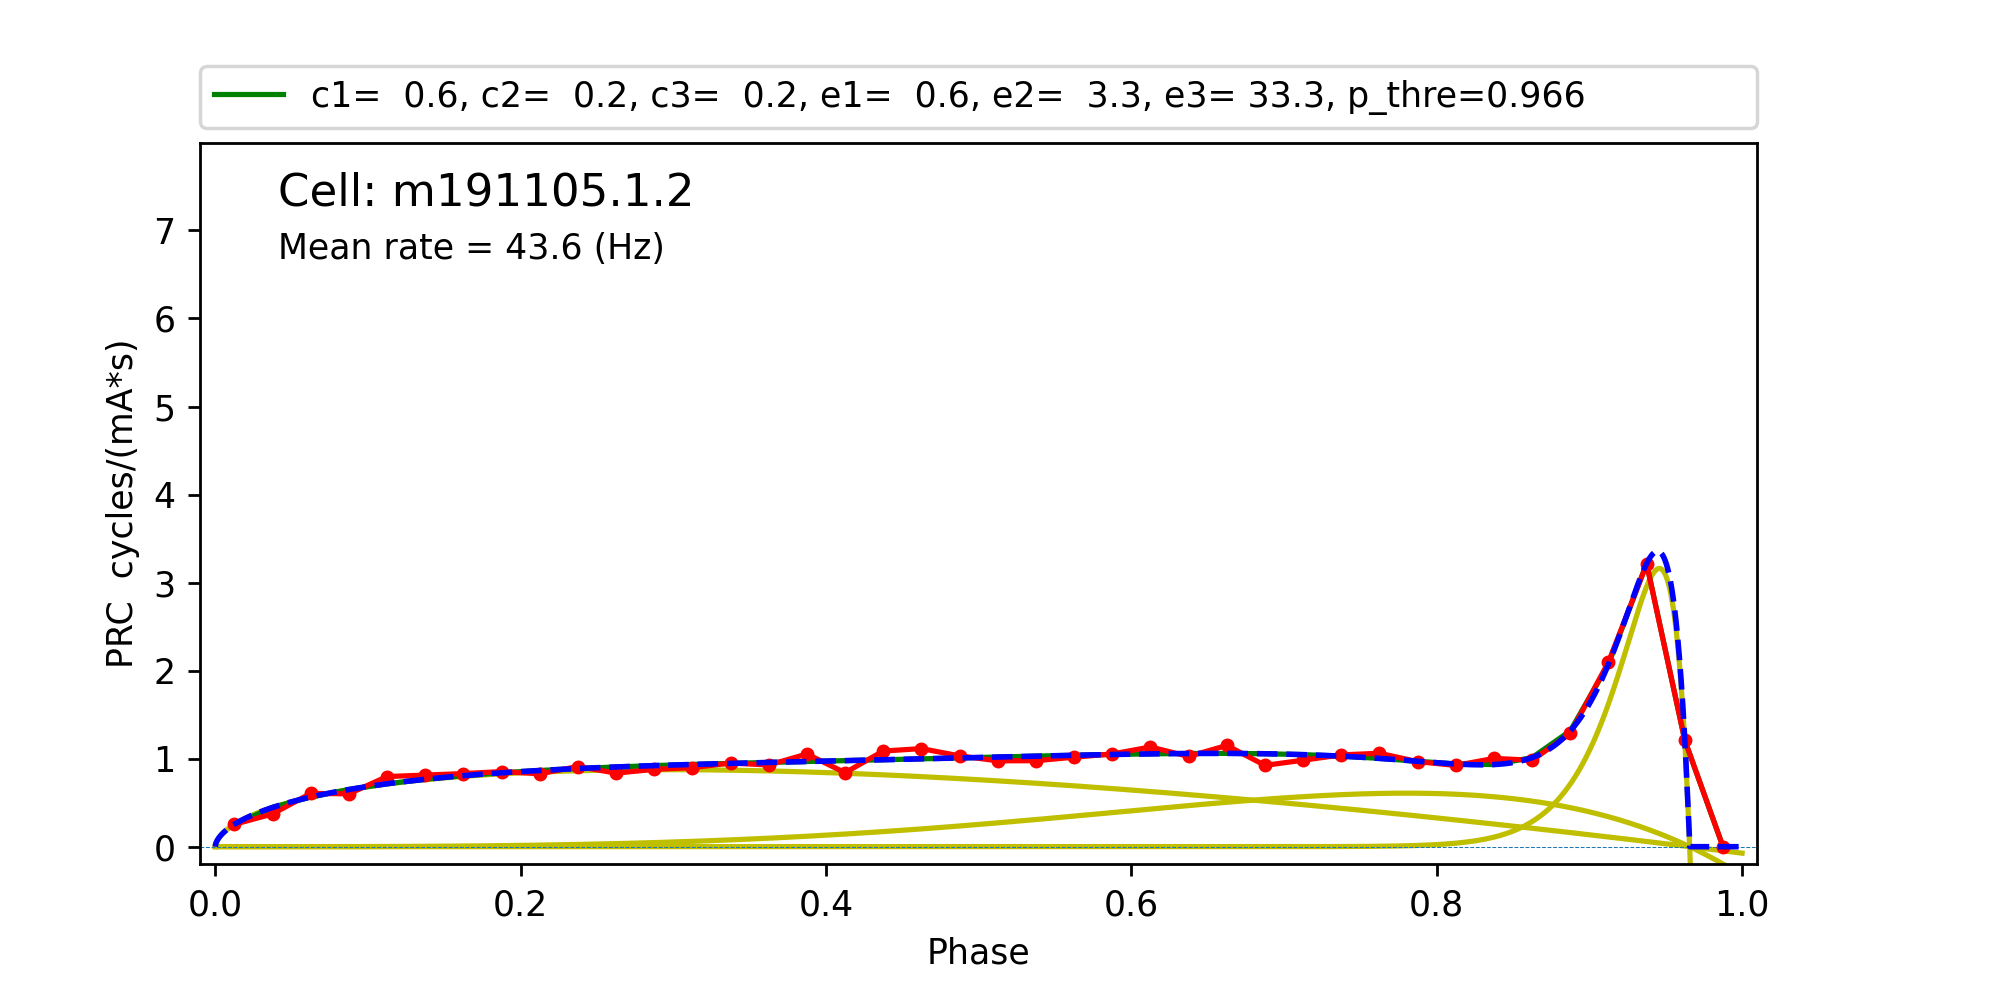 c1=  0.6, c2=  0.2, c3=  0.2, e1=  0.6, e2=  3.3, e3= 33.3, p_thre=0.966
Cell: m191105.1.2
Mean rate = 43.6 (Hz)
7
6
5
4
3
2
1
0
PRC  cycles/(mA*s)
0.0 0.2 0.4 0.6 0.8 1.0
Phase